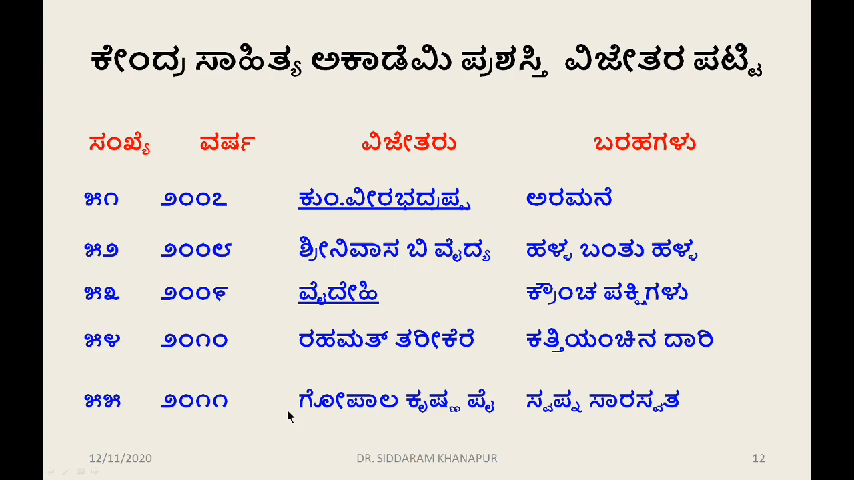 ಕೇಂದ್ರ ಸಾಹಿತ್ಯ ಅಕಾಡೆಮಿ ಪ್ರಶಸ್ತಿ ವಿಜೇತರ ಪಟ್ಟಿ
ಸಂಖ್ಯೆ ವರ್ಷ ವಿಜೇತರು ಬರಹಗಳು
೫೧ ೨೦೦೭ ಕುಂ.ವೀರಭದ್ರಪ್ಪ ಅರಮನೆ
೫೨ ೨೦೦೮ ಶ್ರೀನಿವಾಸ ಬಿ ವೈದ್ಯ ಹಳ್ಳ ಬಂತು ಹಳ್ಳ
೫೩ ೨೦೦೯ ವೈದೇಹಿ ಕ್ರೌಂಚ ಪಕ್ಷಿಗಳು
೫೪ ೨೦೧೦ ರಹಮತ್ ತರೀಕೆರೆ ಕತ್ತಿಯಂಚಿನ ದಾರಿ
೫೫ ೨೦೧೧ ಗೋಪಾಲ ಕೃಷ್ಣ ಪೈ ಸ್ವಪ್ನ ಸಾರಸ್ವತ
12/11/2020 DR. SIDDARAM KHANAPUR 12